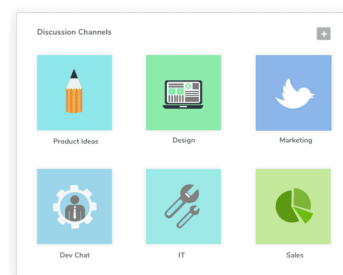 Discussion Channels
+
Product Ideas
Design
Marketing
Dev Chat
IT
Sales